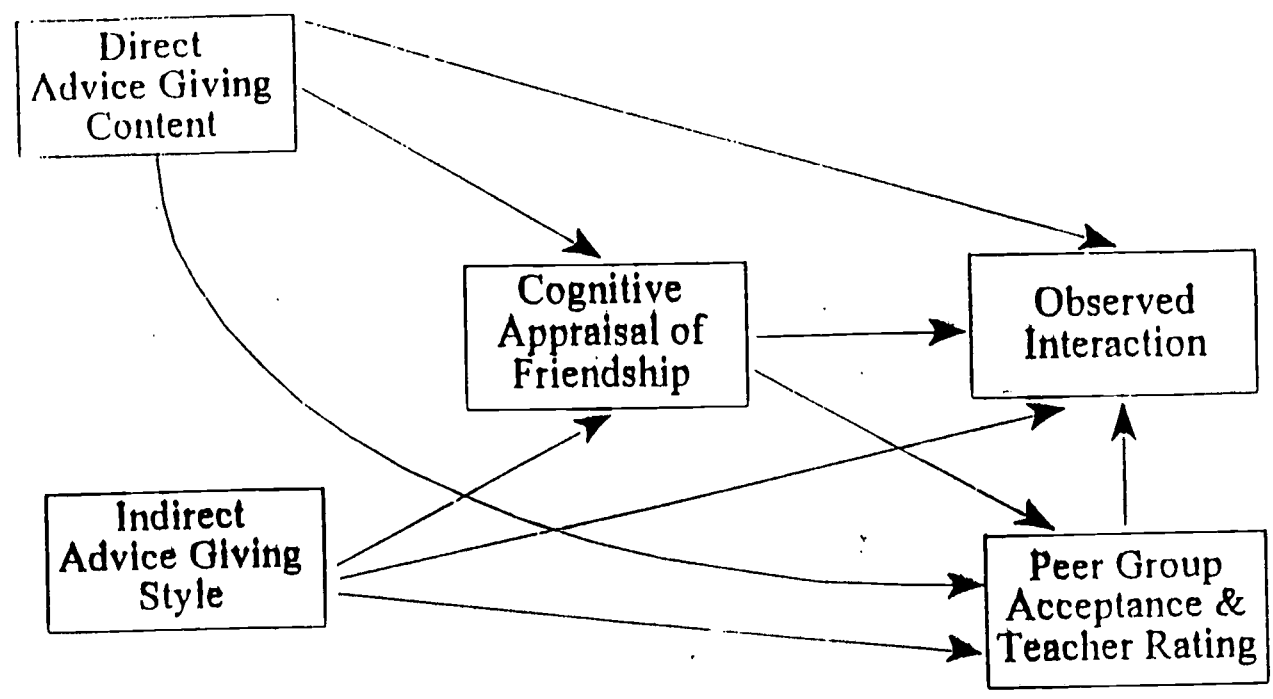 Direct
Advice Giving
Content
Cognitive
Appraisal of
Friendship
Observed
Interaction
Indirect
Advice Giving
Style
Peer Group
Acceptance &
Teacher Rating